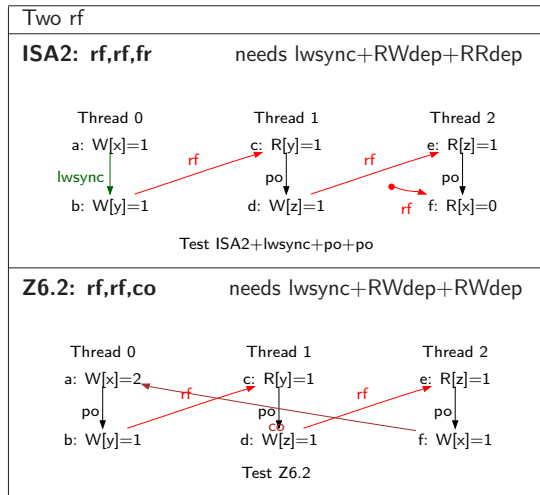 Two rf
ISA2: rf,rf,fr needs lwsync+RWdep+RRdep
Thread 0 Thread 1 Thread 2
a: W[x]=1 c: R[y]=1 e: R[z]=1
rf rf
lwsync po po
b: W[y]=1 d: W[z]=1 f: R[x]=0
rf
Test ISA2+lwsync+po+po
Z6.2: rf,rf,co needs lwsync+RWdep+RWdep
Thread 0 Thread 1 Thread 2
a: W[x]=2 c: R[y]=1 e: R[z]=1
rf rf
po po po
co
b: W[y]=1 d: W[z]=1 f: W[x]=1
Test Z6.2